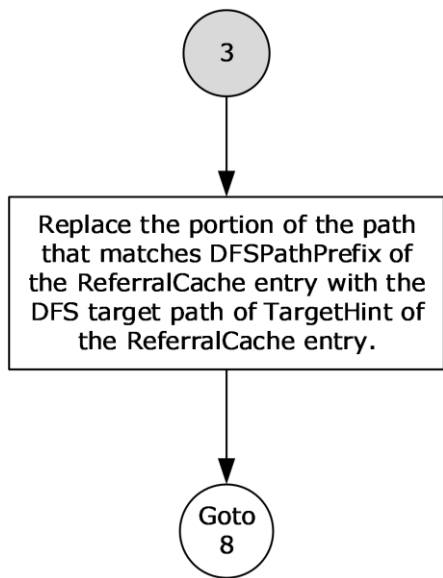 3
Replace the portion of the path
that matches DFSPathPrefix of
the ReferralCache entry with the
DFS target path of TargetHint of
the ReferralCache entry.
Goto
8